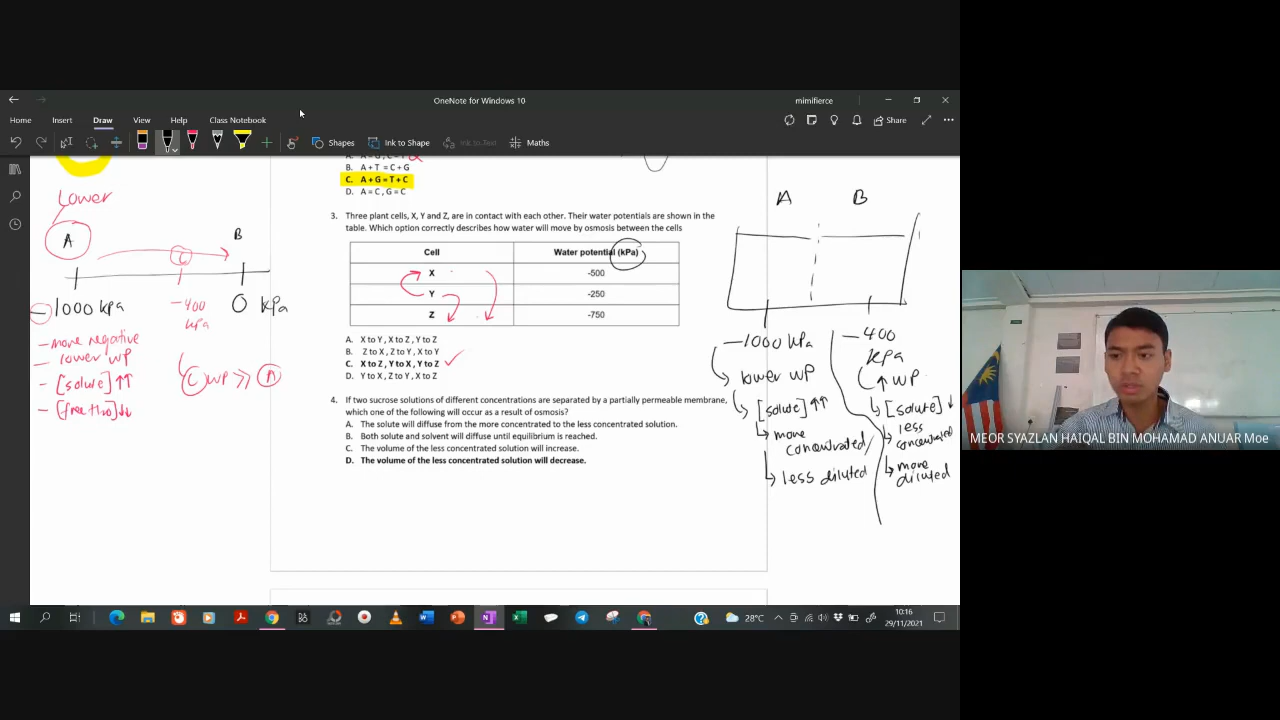 OneNote for Windows 10
mimifierce
Home Insert Draw View Help Class Notebook
Share
Shapes Ink to Shape Ink to Text Maths
B. A + T = C + G
C. A + G = T + C
D. A = C , G = C
3. Three plant cells, X, Y and Z, are in contact with each other. Their water potentials are shown in the
table. Which option correctly describes how water will move by osmosis between the cells
Cell Water potential (kPa)
X -500
Y -250
Z -750
A. X to Y , X to Z , Y to Z
B. Z to X , Z to Y , X to Y
C. X to Z , Y to X , Y to Z
D. Y to X , Z to Y , X to Z
4. If two sucrose solutions of different concentrations are separated by a partially permeable membrane,
which one of the following will occur as a result of osmosis?
A. The solute will diffuse from the more concentrated to the less concentrated solution.
B. Both solute and solvent will diffuse until equilibrium is reached.
C. The volume of the less concentrated solution will increase.
D. The volume of the less concentrated solution will decrease.
Lower
A
C
B
-1000 kPa
-400
kPa
0 kPa
- more negative
- lower WP
- [solute] ↑↑
C WP >> A
A B
-1000 kPa
lower WP
[solute] ↑↑
more
concentrated/
less diluted
-400
kPa
↑ WP
[solute] ↓
less
concentrated
more
diluted
MEOR SYAZLAN HAIQAL BIN MOHAMAD ANUAR Moe
28°C
10:16
29/11/2021